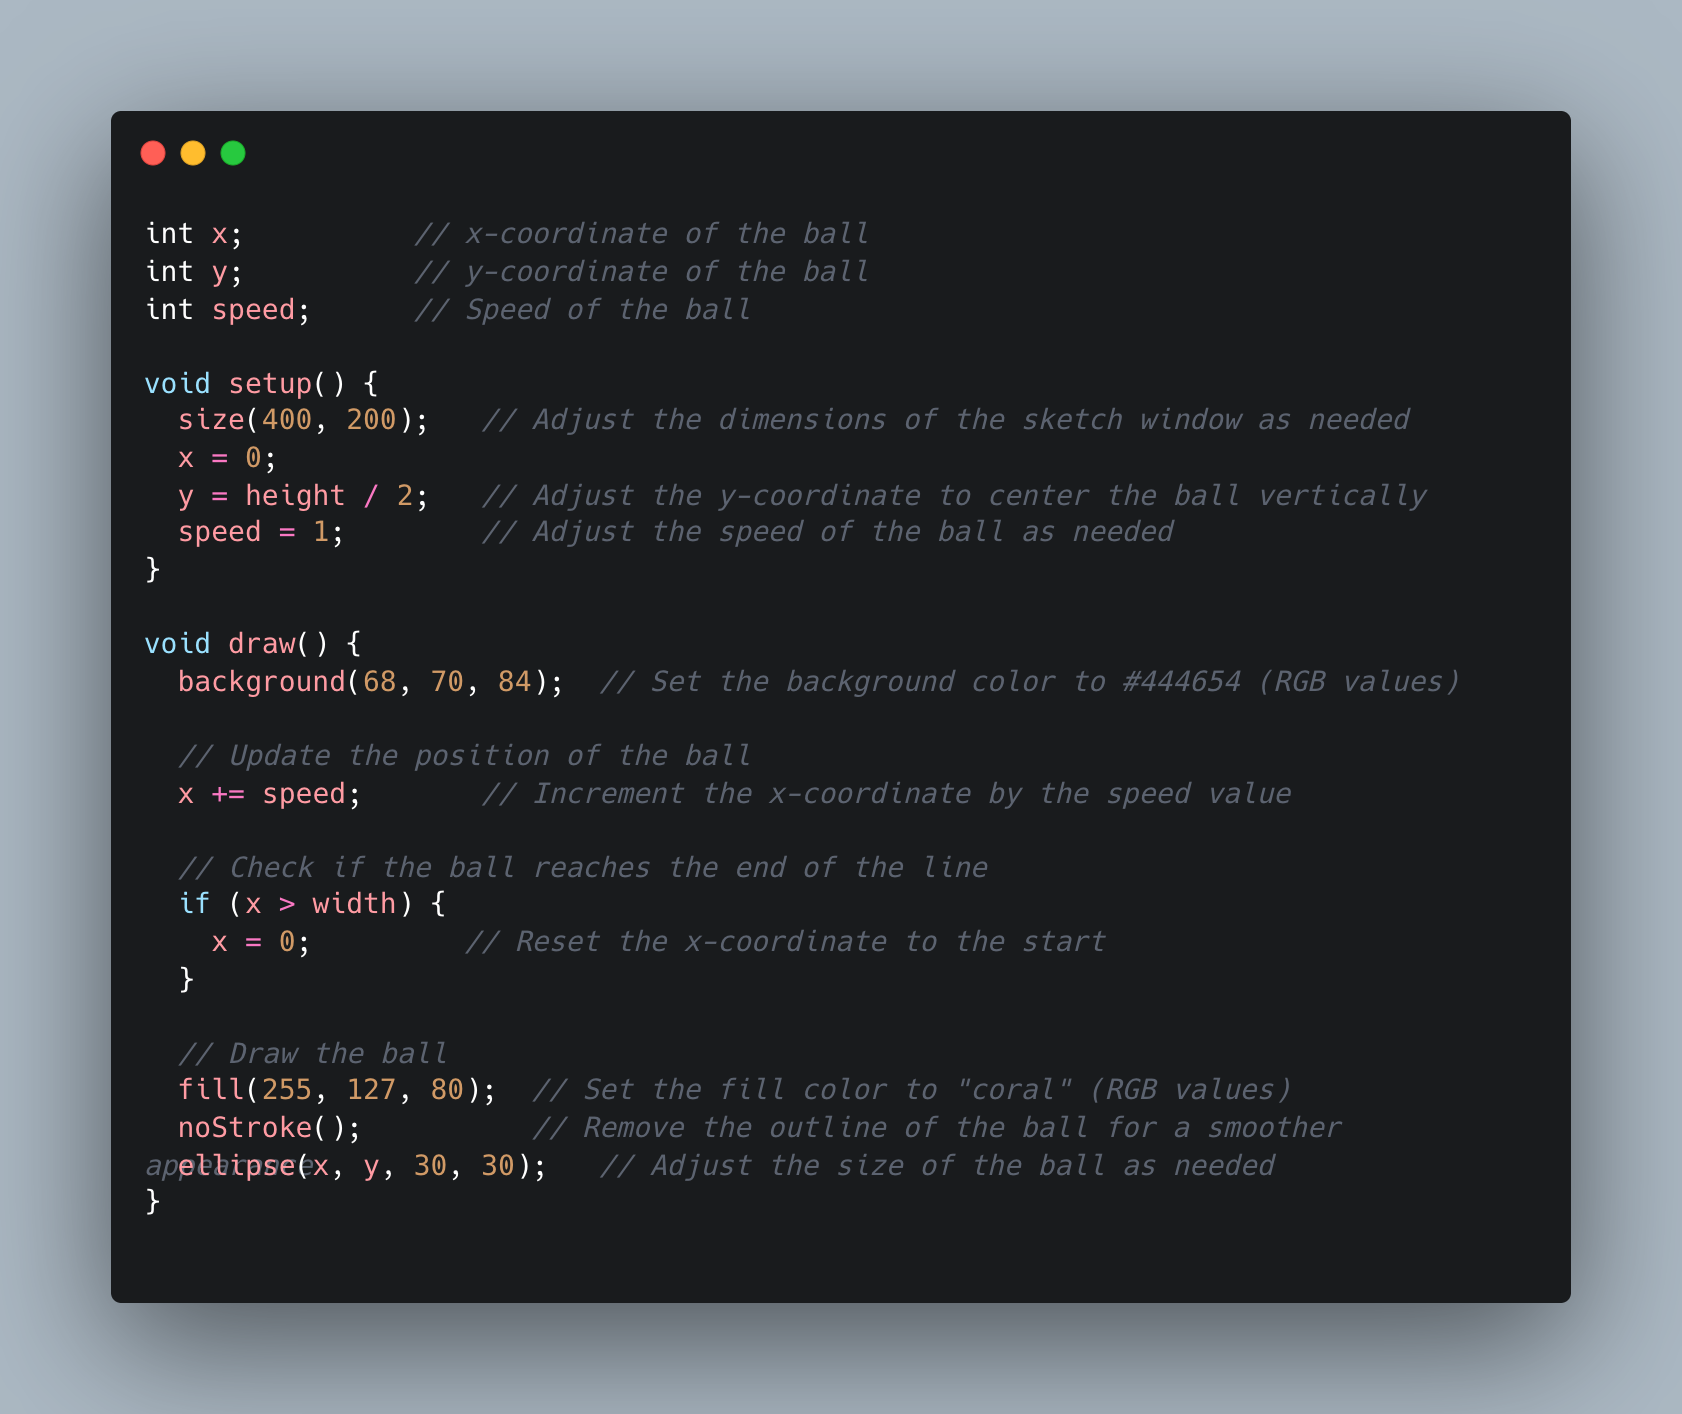 int x;          // x-coordinate of the ball
int y;          // y-coordinate of the ball
int speed;      // Speed of the ball

void setup() {
  size(400, 200);   // Adjust the dimensions of the sketch window as needed
  x = 0;
  y = height / 2;   // Adjust the y-coordinate to center the ball vertically
  speed = 1;        // Adjust the speed of the ball as needed
}

void draw() {
  background(68, 70, 84);  // Set the background color to #444654 (RGB values)

  // Update the position of the ball
  x += speed;       // Increment the x-coordinate by the speed value

  // Check if the ball reaches the end of the line
  if (x > width) {
    x = 0;         // Reset the x-coordinate to the start
  }

  // Draw the ball
  fill(255, 127, 80);  // Set the fill color to "coral" (RGB values)
  noStroke();          // Remove the outline of the ball for a smoother
appearance
  ellipse(x, y, 30, 30);   // Adjust the size of the ball as needed
}